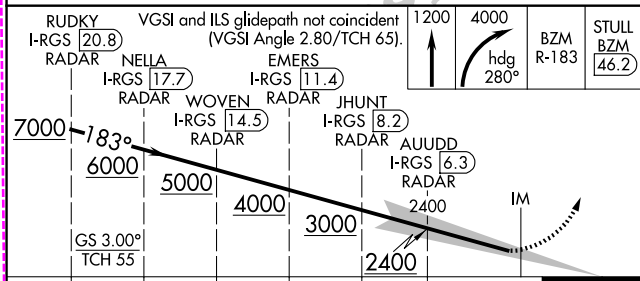 RUDKY
I-RGS 20.8
RADAR
VGSI and ILS glidepath not coincident
(VGSI Angle 2.80/TCH 65).
NELLA
I-RGS 17.7
RADAR
WOVEN
I-RGS 14.5
RADAR
EMERS
I-RGS 11.4
RADAR
JHUNT
I-RGS 8.2
RADAR
AUUDD
I-RGS 6.3
RADAR
1200
4000
hdg
280°
BZM
R-183
STULL
BZM
46.2
7000
183°
6000
5000
4000
3000
2400
2400
IM
GS 3.00°
TCH 55